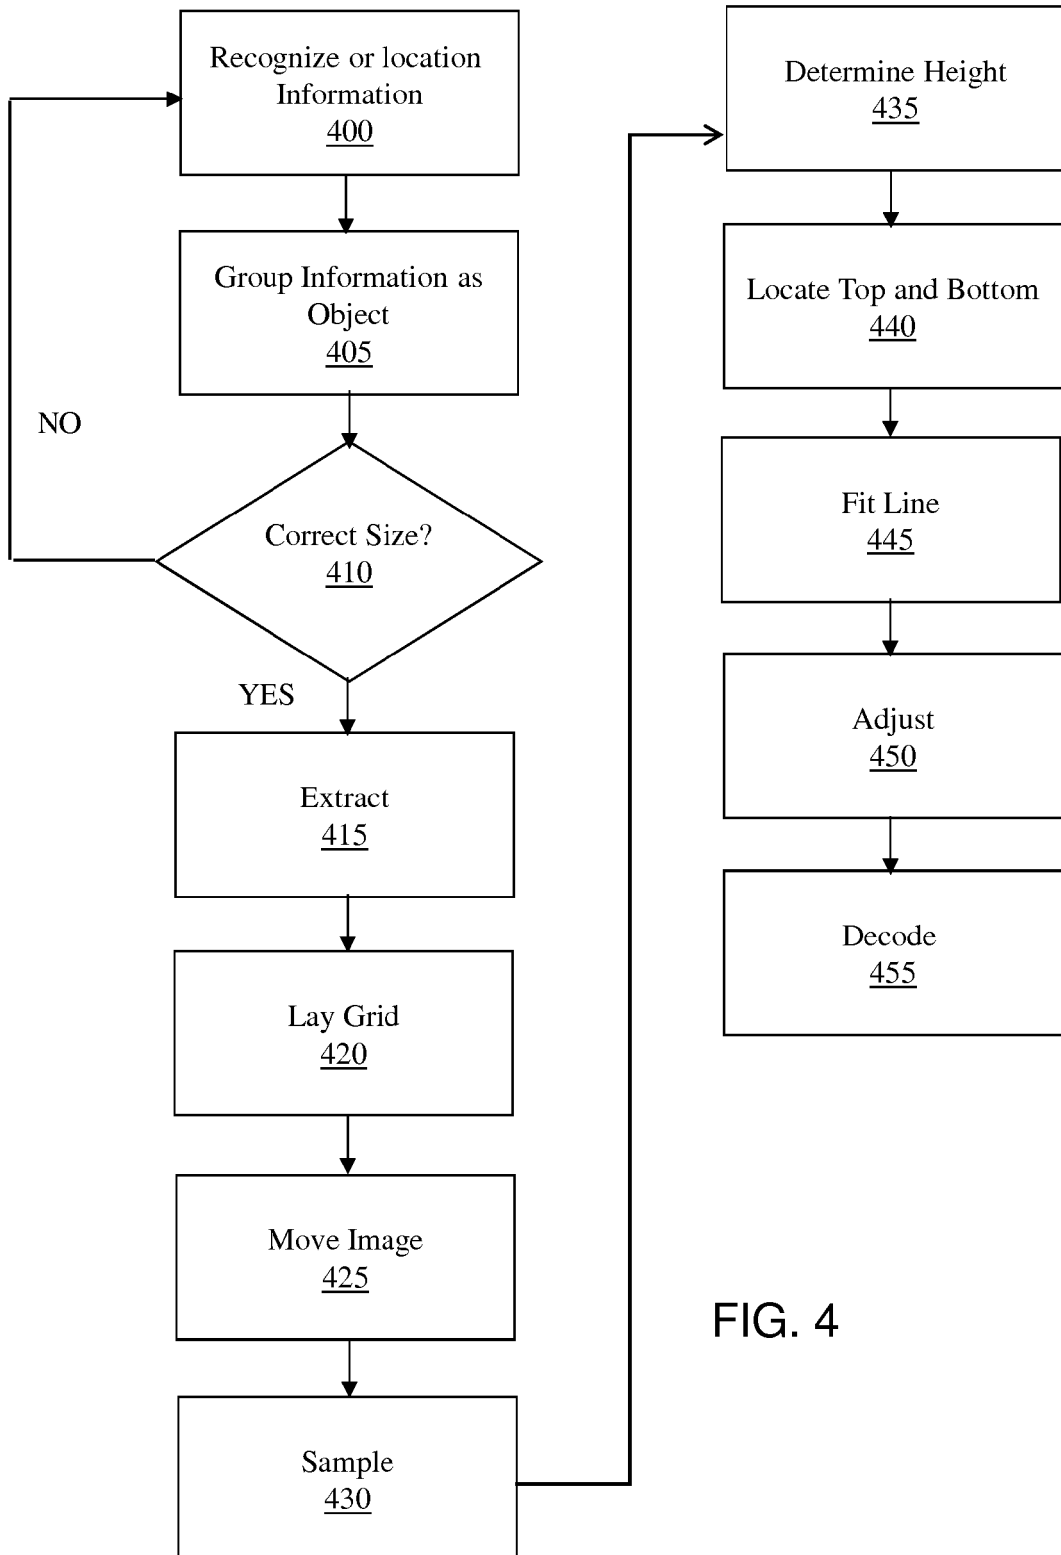 Recognize or location
Information
400
Group Information as
Object
405
NO
Correct Size?
410
YES
Extract
415
Lay Grid
420
Move Image
425
Sample
430
Determine Height
435
Locate Top and Bottom
440
Fit Line
445
Adjust
450
Decode
455
FIG. 4